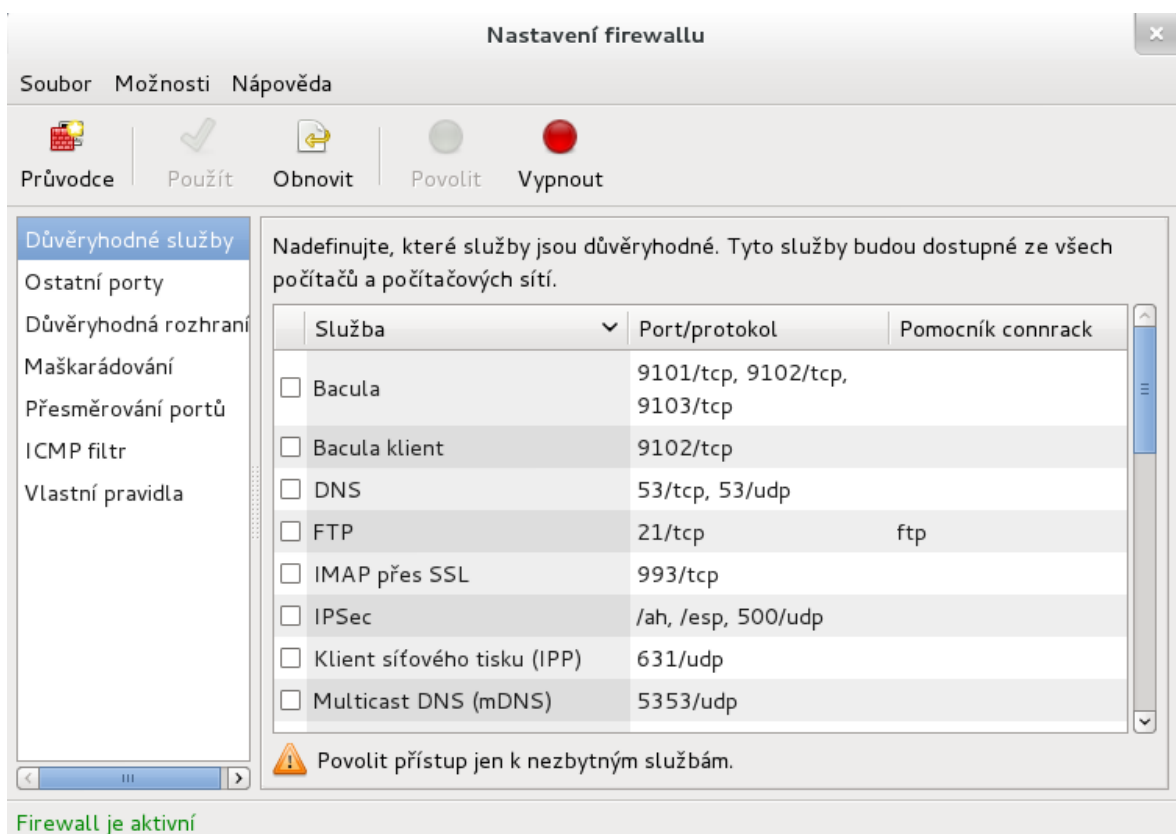 Nastavení firewallu
Soubor Možnosti Nápověda
Průvodce Použít Obnovit Povolit Vypnout
Důvěryhodné služby
Ostatní porty
Důvěryhodná rozhraní
Maškarádování
Přesměrování portů
ICMP filtr
Vlastní pravidla
Nadefinujte, které služby jsou důvěryhodné. Tyto služby budou dostupné ze všech
počítačů a počítačových sítí.
Služba Port/protokol Pomocník connrack
Bacula 9101/tcp, 9102/tcp,
9103/tcp
Bacula klient 9102/tcp
DNS 53/tcp, 53/udp
FTP 21/tcp ftp
IMAP přes SSL 993/tcp
IPSec /ah, /esp, 500/udp
Klient síťového tisku (IPP) 631/udp
Multicast DNS (mDNS) 5353/udp
Povolit přístup jen k nezbytným službám.
Firewall je aktivní